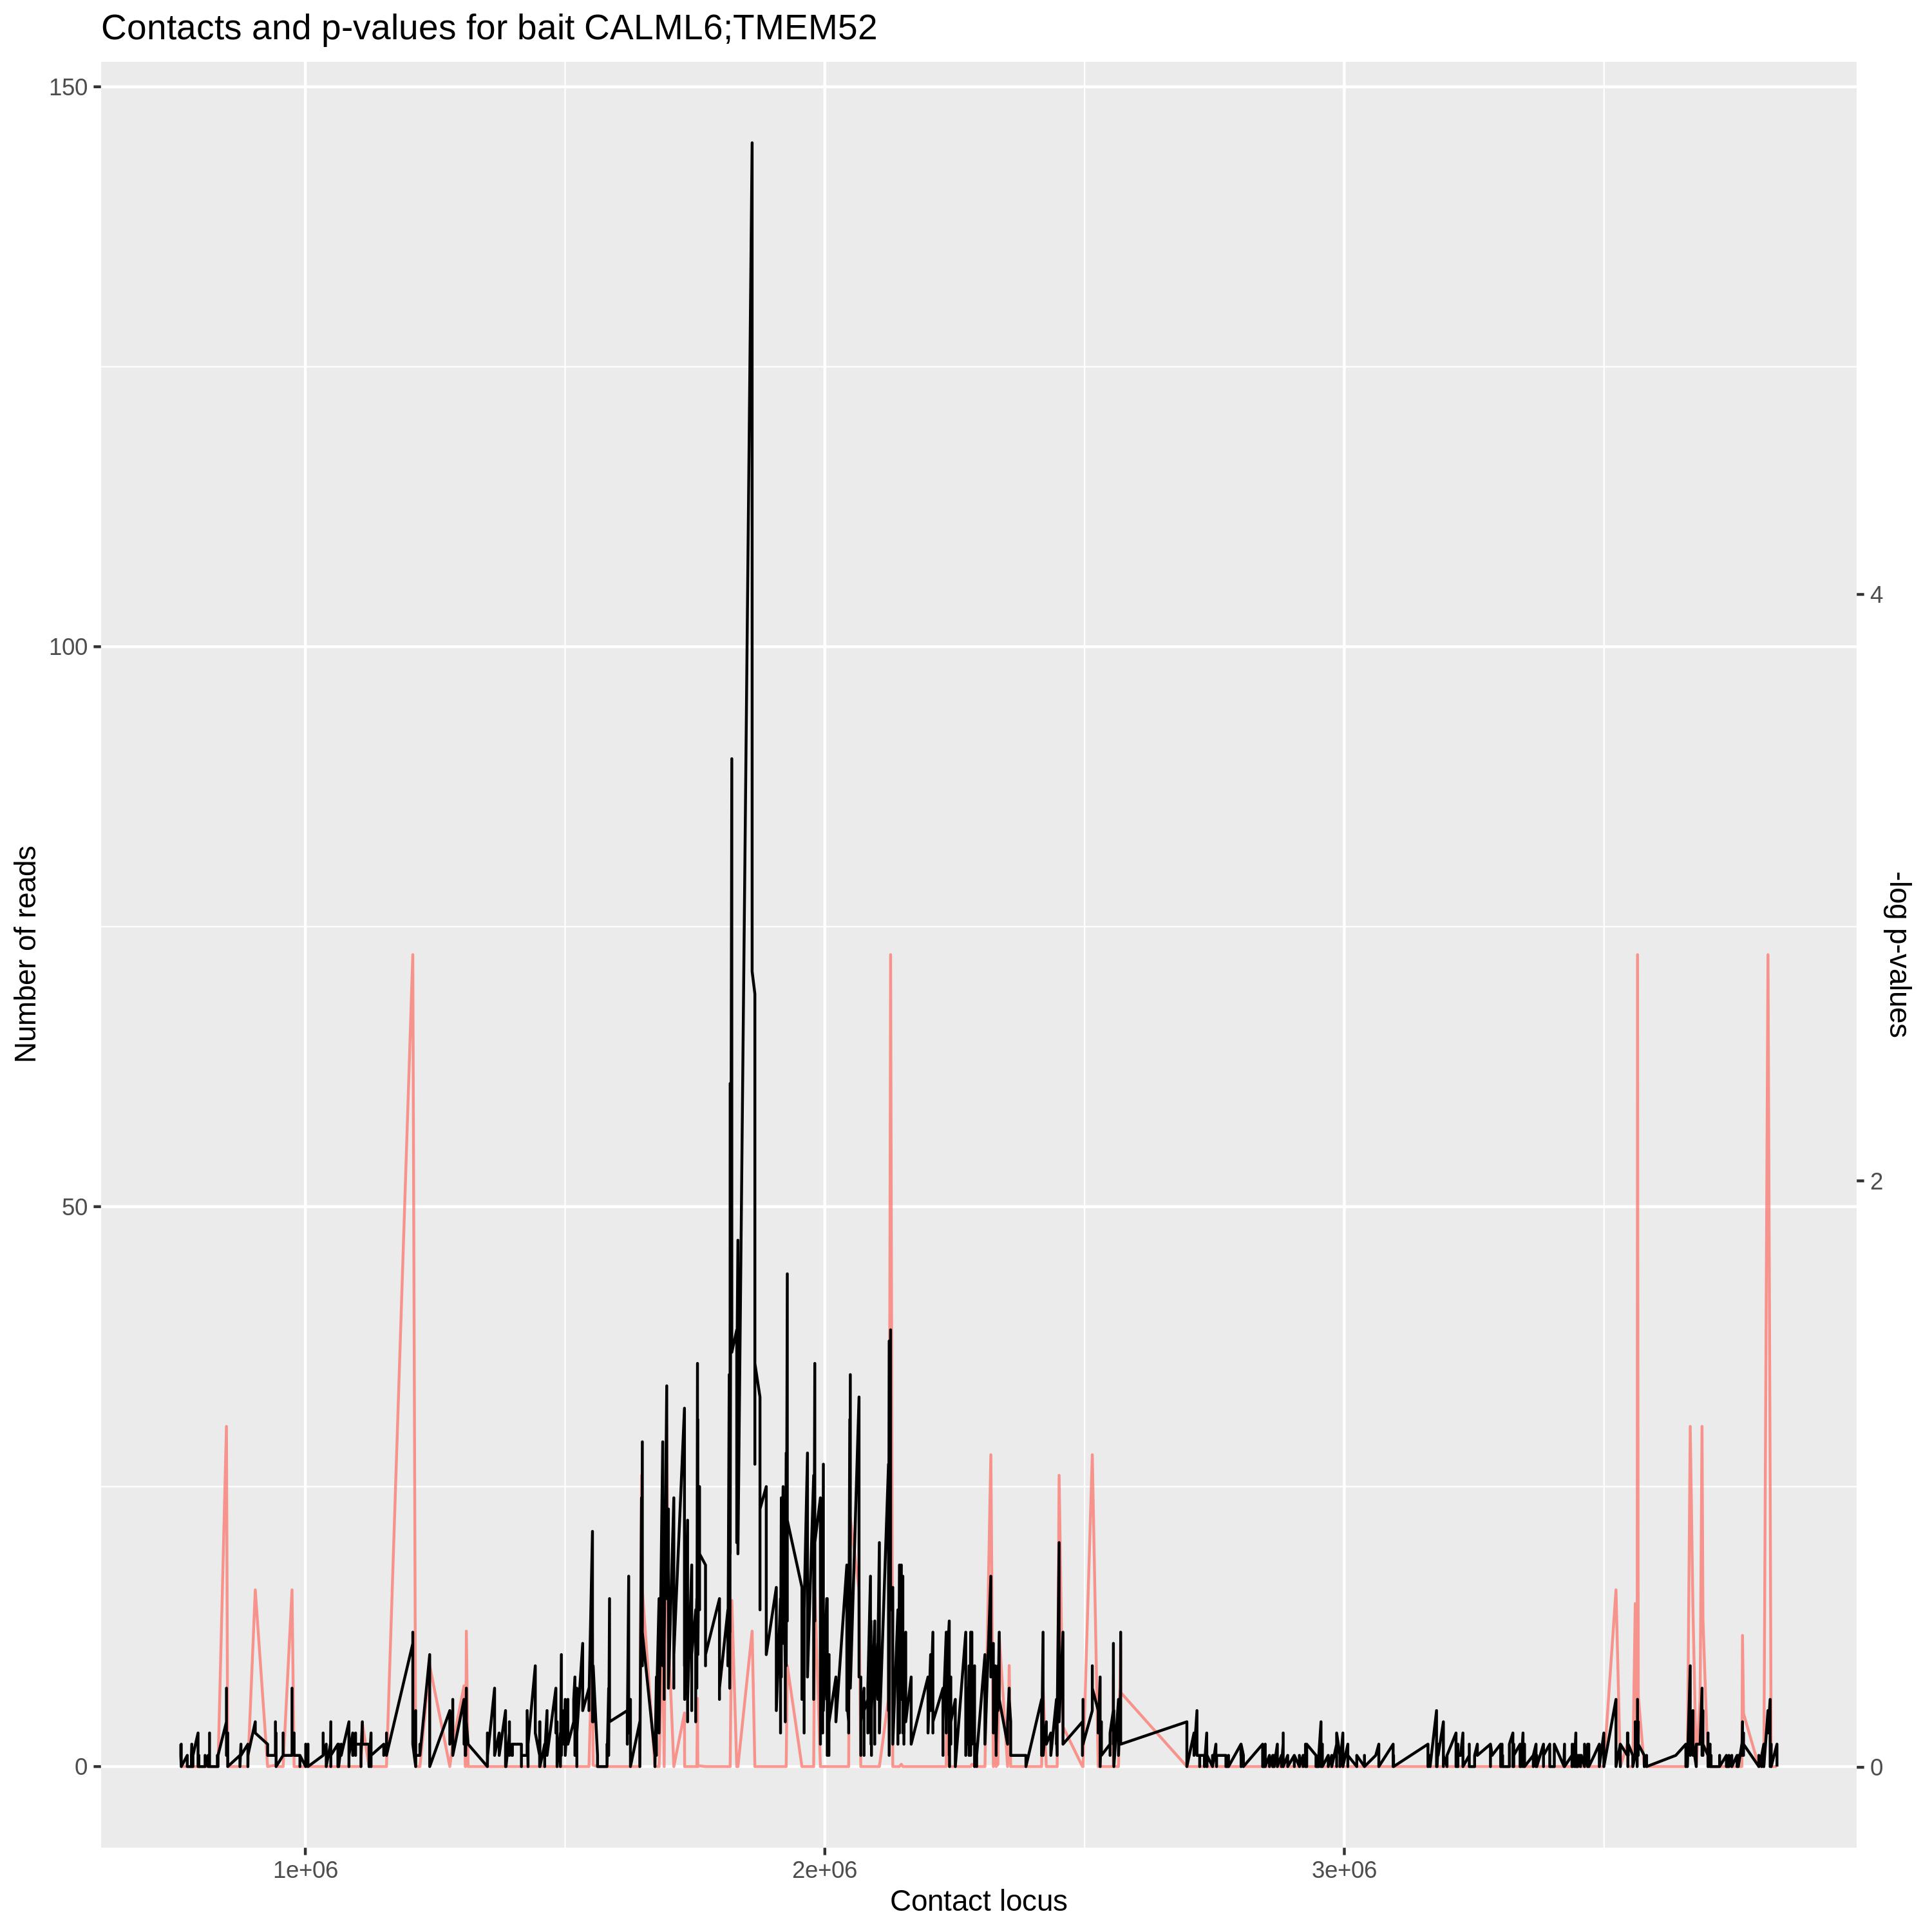 Contacts and p-values for bait CALML6;TMEM52
150
100
50
0
Number of reads
4
2
0
-log p-values
1e+06
2e+06
3e+06
Contact locus